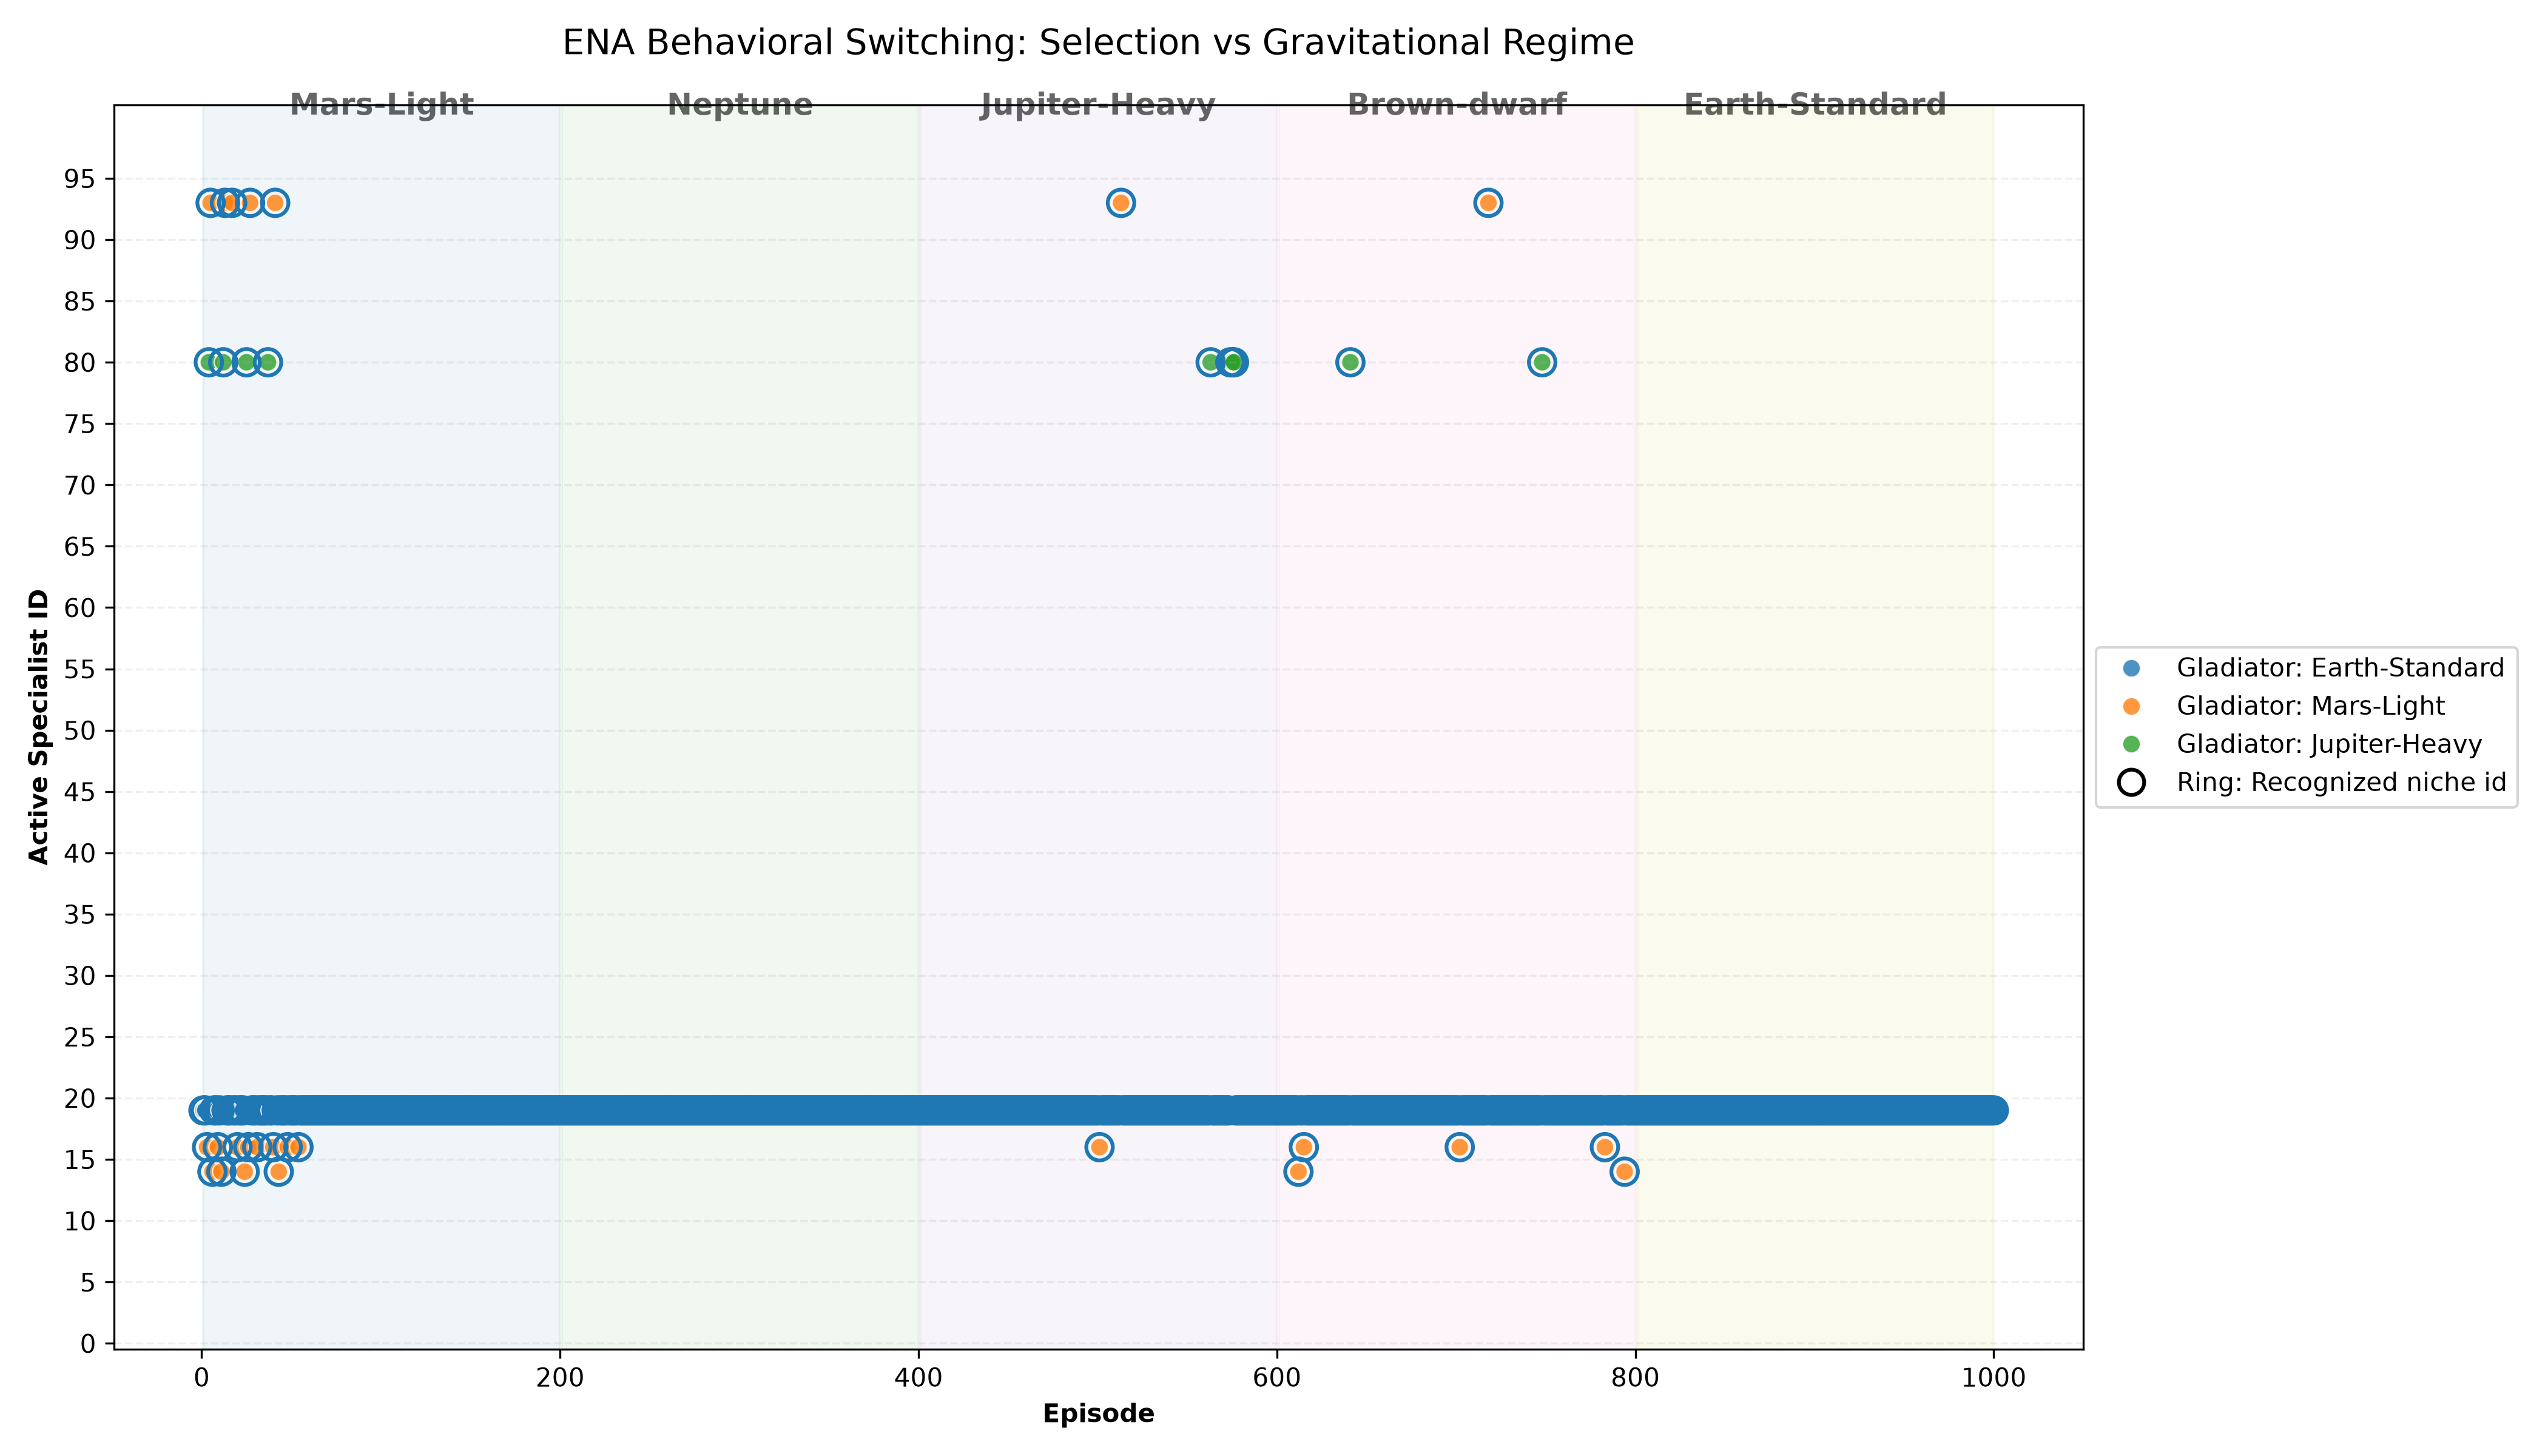 ENA Behavioral Switching: Selection vs Gravitational Regime
Mars-Light
Neptune
Jupiter-Heavy
Brown-dwarf
Earth-Standard
95
90
85
80
75
70
65
60
55
50
45
40
35
30
25
20
15
10
5
0
Active Specialist ID
0
200
400
600
800
1000
Episode
Gladiator: Earth-Standard
Gladiator: Mars-Light
Gladiator: Jupiter-Heavy
Ring: Recognized niche id